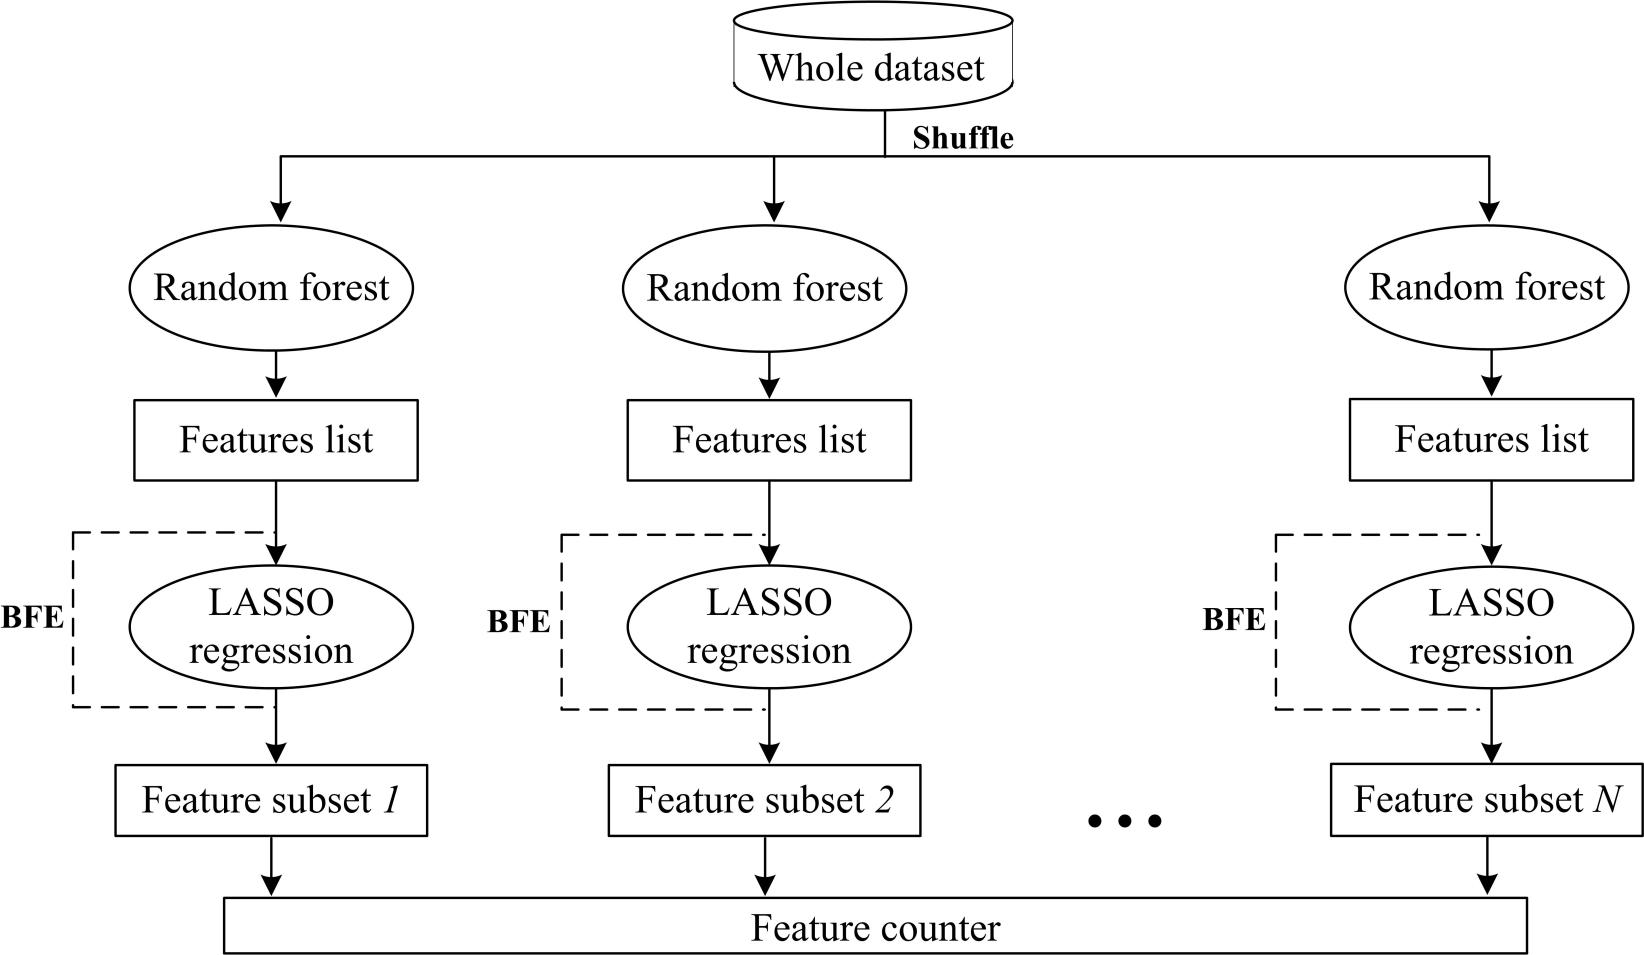 Whole dataset
Shuffle
Random forest
Random forest
Random forest
Features list
Features list
Features list
BFE
LASSO
regression
BFE
LASSO
regression
BFE
LASSO
regression
Feature subset 1
Feature subset 2
...
Feature subset N
Feature counter